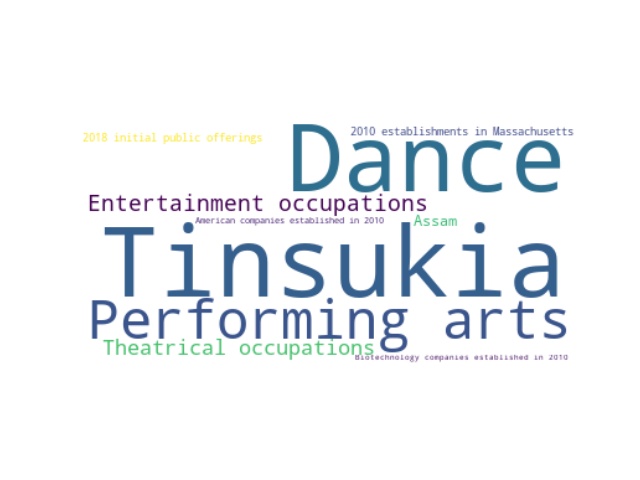 2018 initial public offerings
2010 establishments in Massachusetts
Dance
Entertainment occupations
American companies established in 2010
Assam
Tinsukia
Performing arts
Theatrical occupations
Biotechnology companies established in 2010